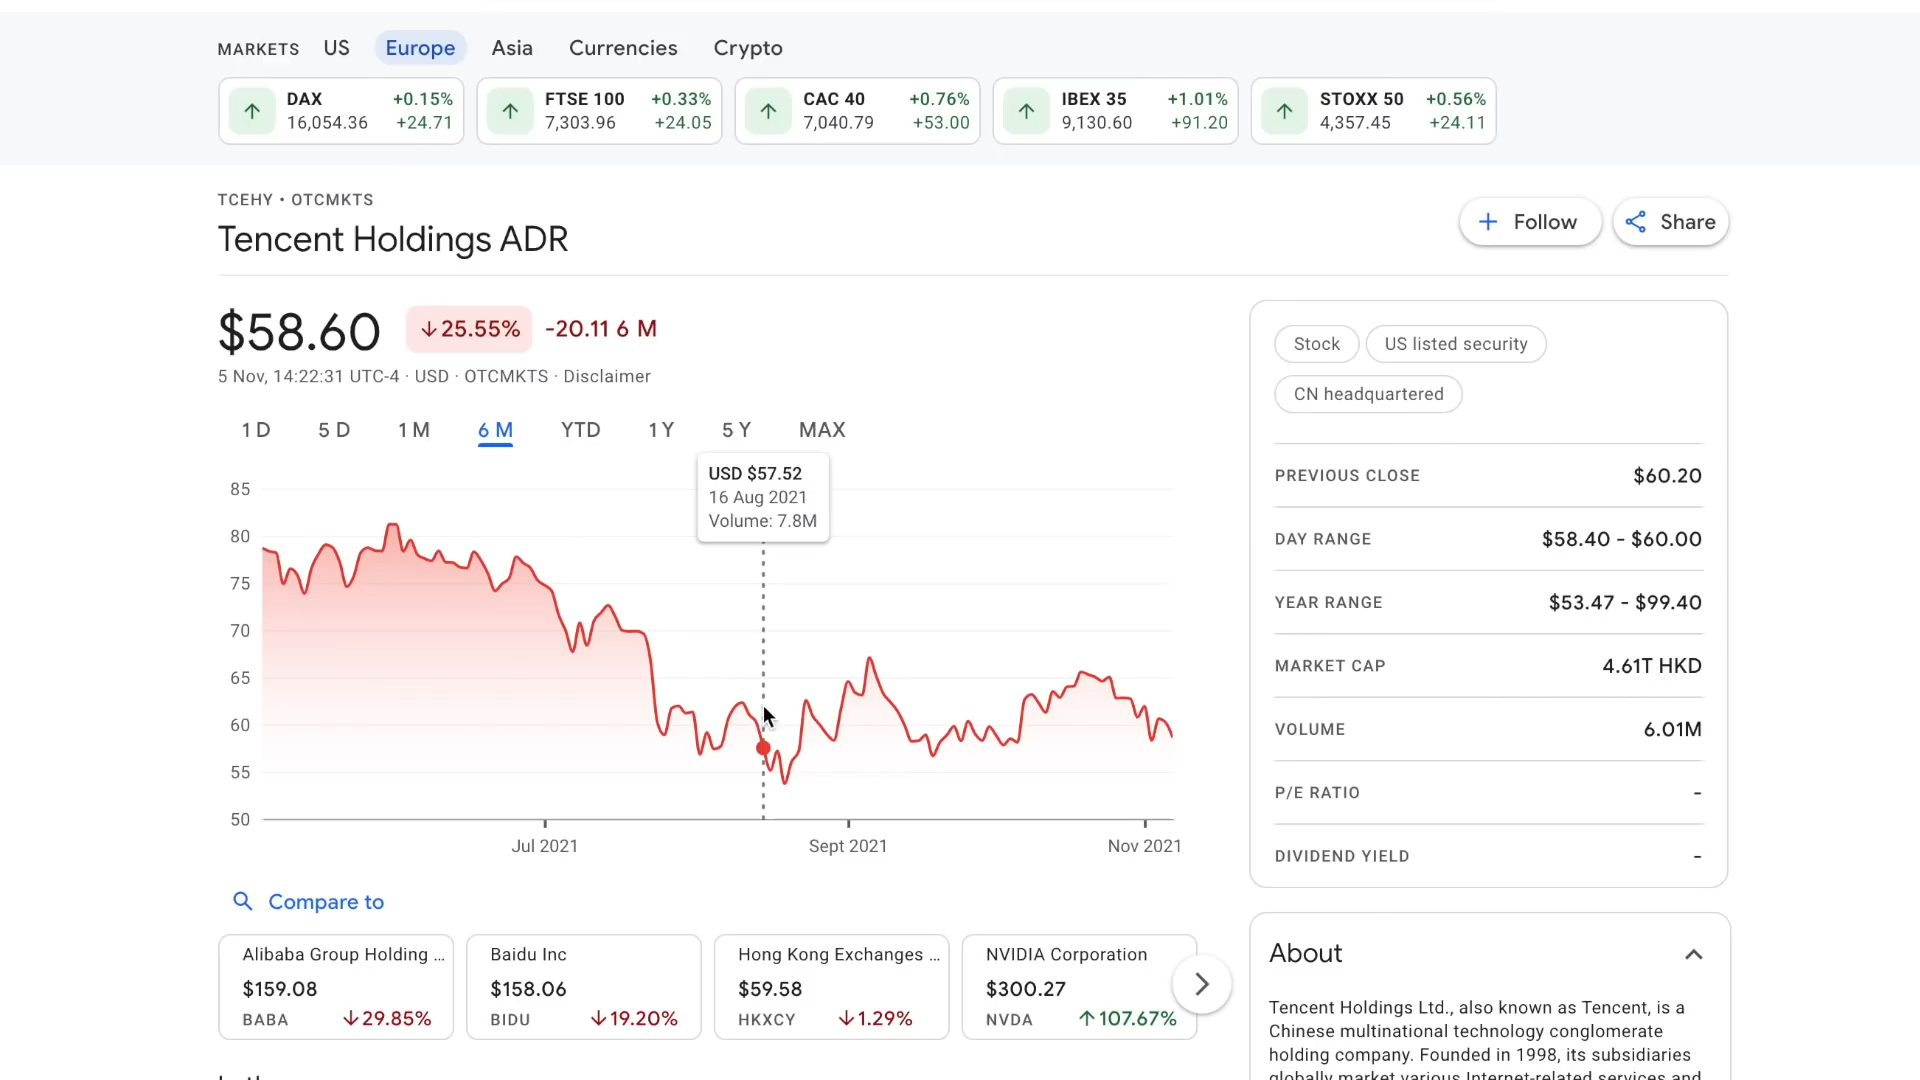 MARKETS US Europe Asia Currencies Crypto
DAX +0.15% FTSE 100 +0.33% CAC 40 +0.76% IBEX 35 +1.01% STOXX 50 +0.56%
16,054.36 +24.71 7,303.96 +24.05 7,040.79 +53.00 9,130.60 +91.20 4,357.45 +24.11
TCEHY • OTCMKTS
Tencent Holdings ADR
+ Follow Share
$58.60 ↓25.55% -20.11 6 M
5 Nov, 14:22:31 UTC-4 · USD · OTCMKTS · Disclaimer
1 D 5 D 1 M 6 M YTD 1 Y 5 Y MAX
USD $57.52
16 Aug 2021
Volume: 7.8M
85
80
75
70
65
60
55
50
Jul 2021 Sept 2021 Nov 2021
Stock US listed security
CN headquartered
PREVIOUS CLOSE $60.20
DAY RANGE $58.40 - $60.00
YEAR RANGE $53.47 - $99.40
MARKET CAP 4.61T HKD
VOLUME 6.01M
P/E RATIO -
DIVIDEND YIELD -
Compare to
Alibaba Group Holding ...
$159.08
BABA ↓29.85%
Baidu Inc
$158.06
BIDU ↓19.20%
Hong Kong Exchanges ...
$59.58
HKXCY ↓1.29%
NVIDIA Corporation
$300.27
NVDA ↑107.67%
About
Tencent Holdings Ltd., also known as Tencent, is a
Chinese multinational technology conglomerate
holding company. Founded in 1998, its subsidiaries
globally market various Internet-related services and